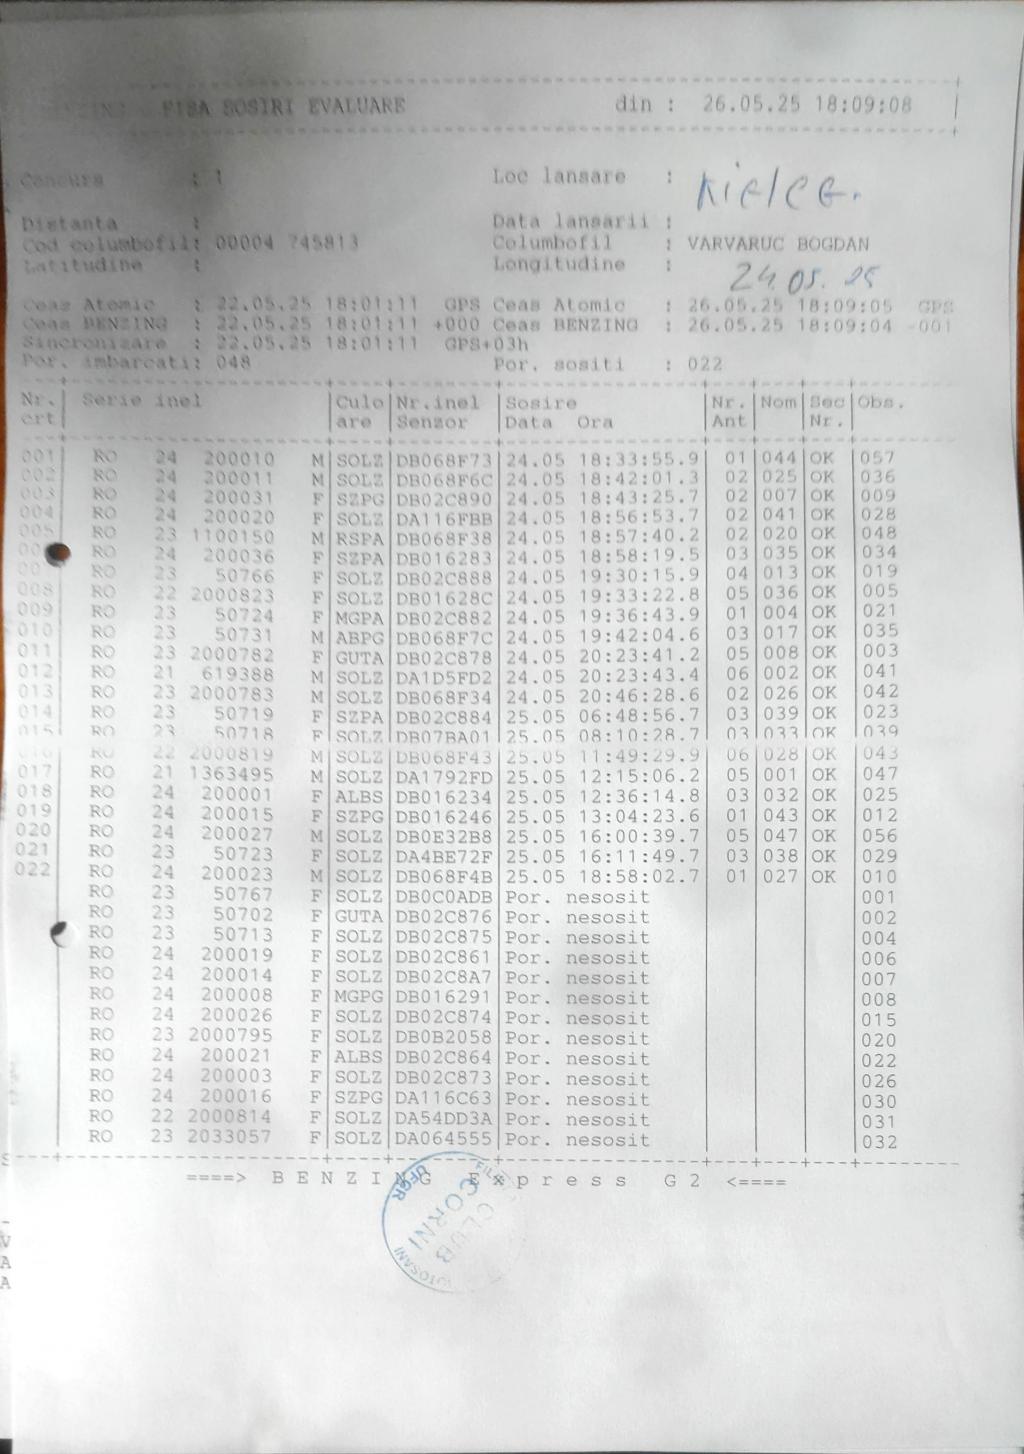 FISA SOSIRI EVALUARE din : 26.05.25 18:09:08
Concurs : 1 Loc lansare : Kielce.
Distanta : Data lansarii :
Cod columbofil: 00004 745813 Columbofil : VARVARUC BOGDAN
Latitudine : Longitudine :
24.05.25
Ceas Atomic : 22.05.25 18:01:11 GPS Ceas Atomic : 26.05.25 18:09:05 GPS
Ceas BENZING : 22.05.25 18:01:11 +000 Ceas BENZING : 26.05.25 18:09:04 -001
Sincronizare : 22.05.25 18:01:11 GPS+03h
Por. imbarcati: 048 Por. sositi : 022
Nr. Serie inel Culo Nr.inel Sosire Nr. Nom Sec Obs.
crt are Senzor Data Ora Ant Nr.
001 RO 24 200010 M SOLZ DB068F73 24.05 18:33:55.9 01 044 OK 057
002 RO 24 200011 M SOLZ DB068F6C 24.05 18:42:01.3 02 025 OK 036
003 RO 24 200031 F SZPG DB02C890 24.05 18:43:25.7 02 007 OK 009
004 RO 24 200020 F SOLZ DA116FBB 24.05 18:56:53.7 02 041 OK 028
005 RO 23 1100150 M RSPA DB068F38 24.05 18:57:40.2 02 020 OK 048
RO 24 200036 F SZPA DB016283 24.05 18:58:19.5 03 035 OK 034
RO 23 50766 F SOLZ DB02C888 24.05 19:30:15.9 04 013 OK 019
008 RO 22 2000823 F SOLZ DB01628C 24.05 19:33:22.8 05 036 OK 005
009 RO 23 50724 F MGPA DB02C882 24.05 19:36:43.9 01 004 OK 021
010 RO 23 50731 M ABPG DB068F7C 24.05 19:42:04.6 03 017 OK 035
011 RO 23 2000782 F GUTA DB02C878 24.05 20:23:41.2 05 008 OK 003
012 RO 21 619388 M SOLZ DA1D5FD2 24.05 20:23:43.4 06 002 OK 041
013 RO 23 2000783 M SOLZ DB068F34 24.05 20:46:28.6 02 026 OK 042
014 RO 23 50719 F SZPA DB02C884 25.05 06:48:56.7 03 039 OK 023
015 RO 23 50718 F SOLZ DB07BA01 25.05 08:10:28.7 03 033 OK 039
016 RO 22 2000819 M SOLZ DB068F43 25.05 11:49:29.9 06 028 OK 043
017 RO 21 1363495 M SOLZ DA1792FD 25.05 12:15:06.2 05 001 OK 047
018 RO 24 200001 F ALBS DB016234 25.05 12:36:14.8 03 032 OK 025
019 RO 24 200015 F SZPG DB016246 25.05 13:04:23.6 01 043 OK 012
020 RO 24 200027 M SOLZ DB0E32B8 25.05 16:00:39.7 05 047 OK 056
021 RO 23 50723 F SOLZ DA4BE72F 25.05 16:11:49.7 03 038 OK 029
022 RO 24 200023 M SOLZ DB068F4B 25.05 18:58:02.7 01 027 OK 010
RO 23 50767 F SOLZ DB0C0ADB Por. nesosit 001
RO 23 50702 F GUTA DB02C876 Por. nesosit 002
RO 23 50713 F SOLZ DB02C875 Por. nesosit 004
RO 24 200019 F SOLZ DB02C861 Por. nesosit 006
RO 24 200014 F SOLZ DB02C8A7 Por. nesosit 007
RO 24 200008 F MGPG DB016291 Por. nesosit 008
RO 24 200026 F SOLZ DB02C874 Por. nesosit 015
RO 23 2000795 F SOLZ DB0B2058 Por. nesosit 020
RO 24 200021 F ALBS DB02C864 Por. nesosit 022
RO 24 200003 F SOLZ DB02C873 Por. nesosit 026
RO 24 200016 F SZPG DA116C63 Por. nesosit 030
RO 22 2000814 F SOLZ DA54DD3A Por. nesosit 031
RO 23 2033057 F SOLZ DA064555 Por. nesosit 032
====> B E N Z I N G E x p r e s s G 2 <====
CLUB
CORNI